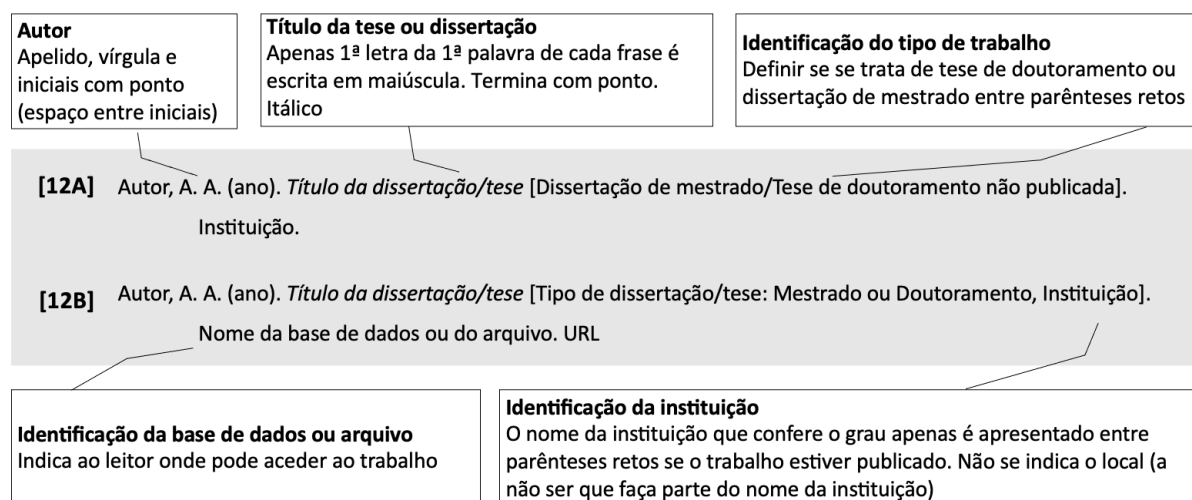 Autor
Apelido, vírgula e
iniciais com ponto
(espaço entre iniciais)
Título da tese ou dissertação
Apenas 1ª letra da 1ª palavra de cada frase é
escrita em maiúscula. Termina com ponto.
Itálico
Identificação do tipo de trabalho
Definir se se trata de tese de doutoramento ou
dissertação de mestrado entre parênteses retos
[12A] Autor, A. A. (ano). Título da dissertação/tese [Dissertação de mestrado/Tese de doutoramento não publicada].
Instituição.
[12B] Autor, A. A. (ano). Título da dissertação/tese [Tipo de dissertação/tese: Mestrado ou Doutoramento, Instituição].
Nome da base de dados ou do arquivo. URL
Identificação da base de dados ou arquivo
Indica ao leitor onde pode aceder ao trabalho
Identificação da instituição
O nome da instituição que confere o grau apenas é apresentado entre
parênteses retos se o trabalho estiver publicado. Não se indica o local (a
não ser que faça parte do nome da instituição)